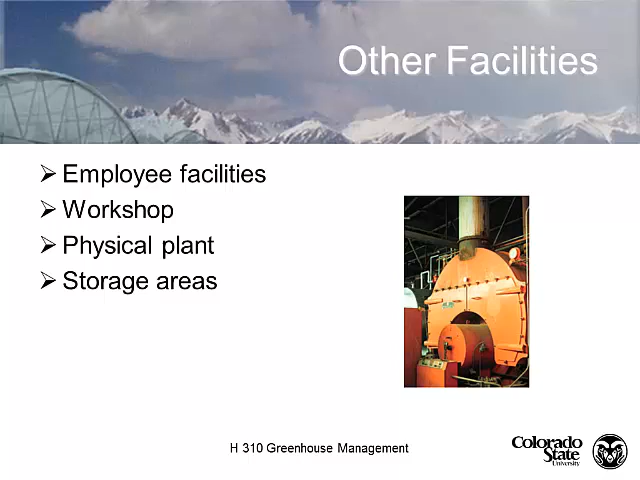 Other Facilities
Employee facilities
Workshop
Physical plant
Storage areas
H 310 Greenhouse Management
Colorado
State
University